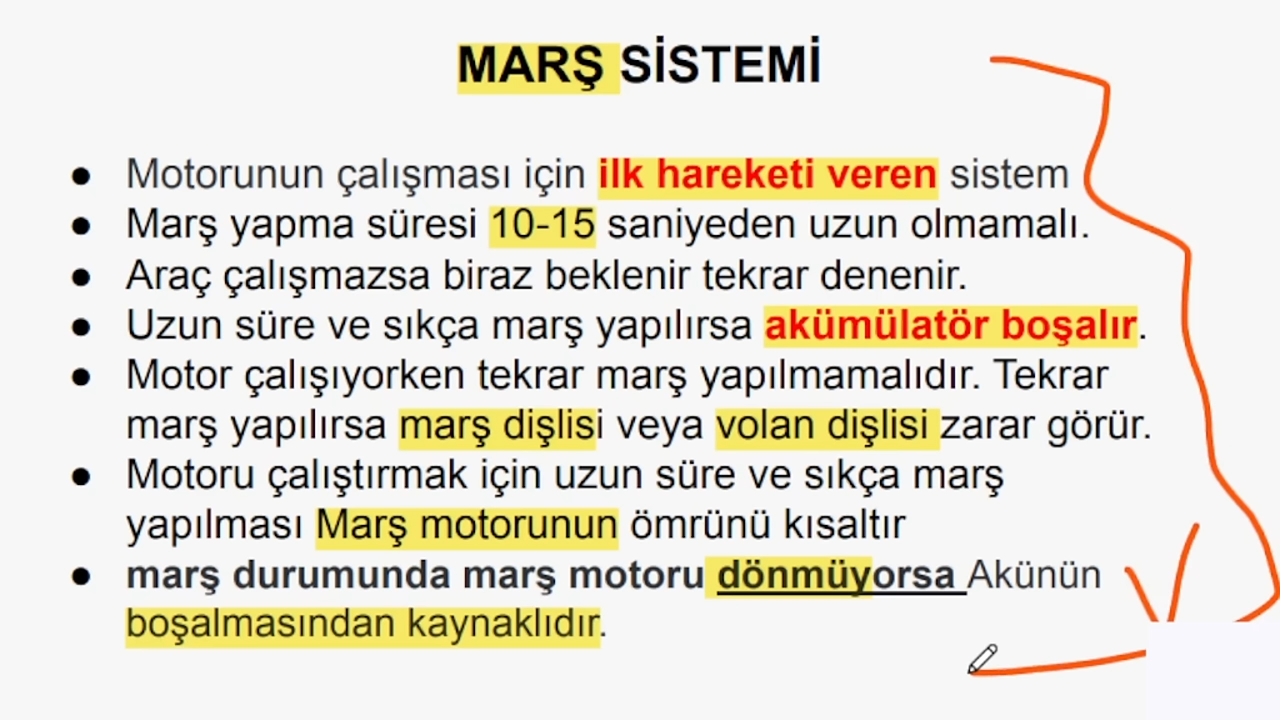 MARŞ SİSTEMİ
● Motorunun çalışması için ilk hareketi veren sistem
● Marş yapma süresi 10-15 saniyeden uzun olmamalı.
● Araç çalışmazsa biraz beklenir tekrar denenir.
● Uzun süre ve sıkça marş yapılırsa akümülatör boşalır.
● Motor çalışıyorken tekrar marş yapılmamalıdır. Tekrar
marş yapılırsa marş dişlisi veya volan dişlisi zarar görür.
● Motoru çalıştırmak için uzun süre ve sıkça marş
yapılması Marş motorunun ömrünü kısaltır
● marş durumunda marş motoru dönmüyorsa Akünün
boşalmasından kaynaklıdır.